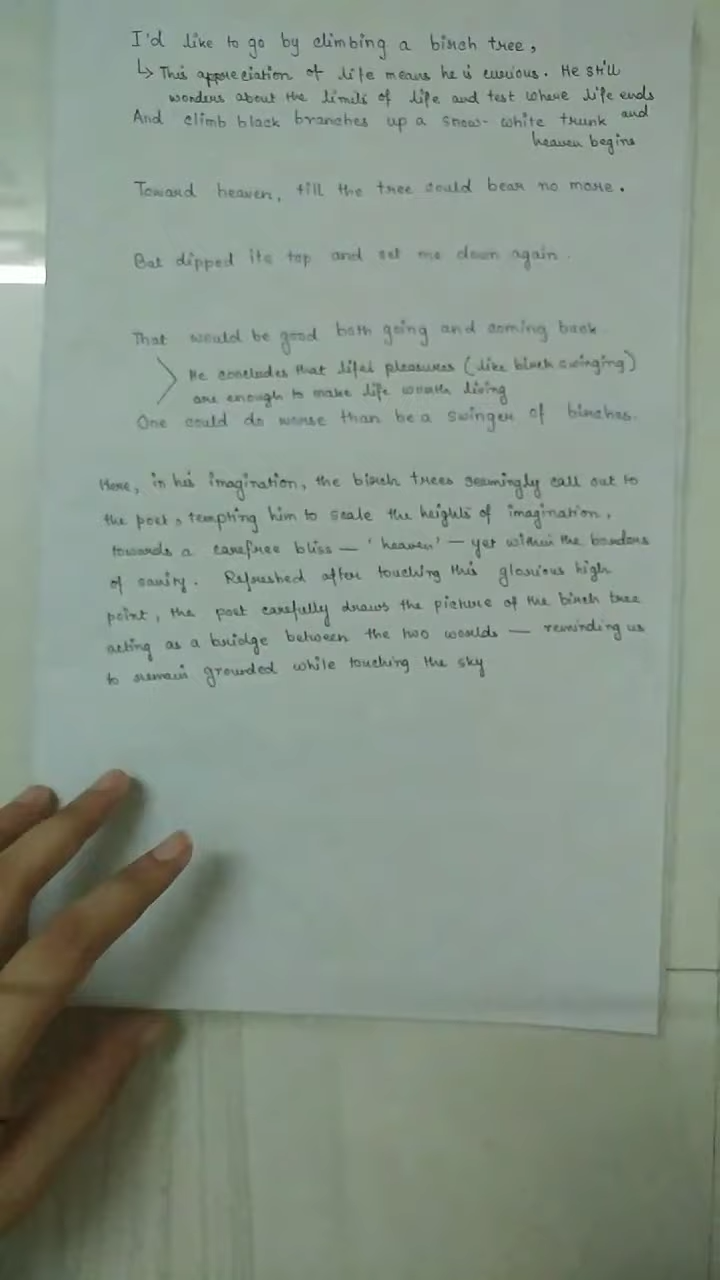 I'd like to go by climbing a birch tree,
↳ This appreciation of life means he is curious. He still
wonders about the limits of life and test where life ends
and
And climb black branches up a snow-white trunk
heaven begins
Toward heaven, till the tree could bear no more.
But dipped its top and set me down again.
That would be good both going and coming back.
He concludes that life's pleasures (like birch swinging)
are enough to make life worth living
One could do worse than be a swinger of birches.
Here, in his imagination, the birch trees seemingly call out to
the poet, tempting him to scale the heights of imagination,
towards a carefree bliss — 'heaven' — yet within the borders
of sanity. Refreshed after touching this glorious high
point, the poet carefully draws the picture of the birch tree
acting as a bridge between the two worlds — reminding us
to remain grounded while touching the sky